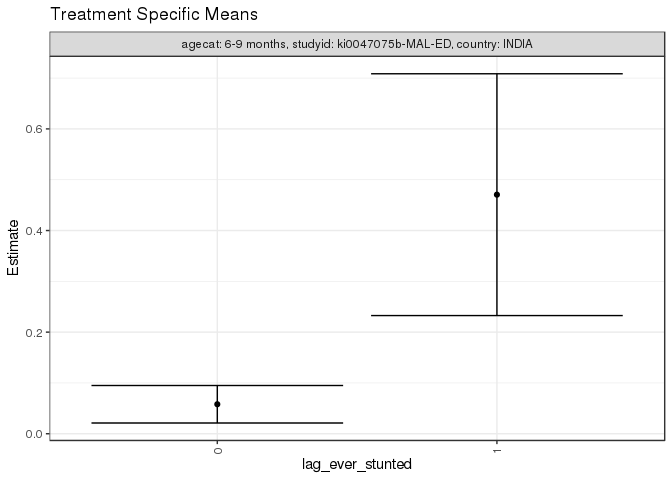 Treatment Specific Means
agecat: 6-9 months, studyid: ki0047075b-MAL-ED, country: INDIA
0.6
0.4
0.2
0.0
Estimate
0
1
lag_ever_stunted